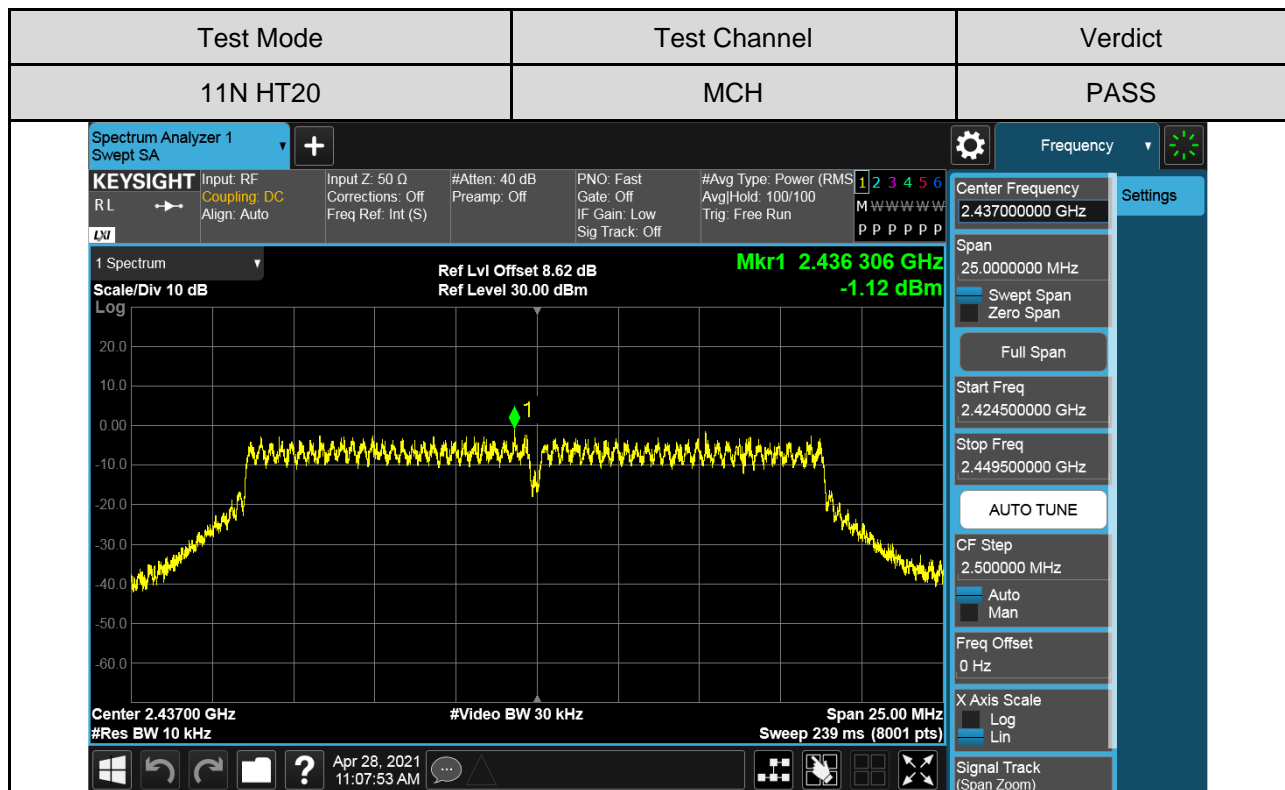 Test Mode Test Channel Verdict
11N HT20 MCH PASS
Spectrum Analyzer 1
Swept SA
+
Frequency
KEYSIGHT
R L
LXI
Input: RF
Coupling: DC
Align: Auto
Input Z: 50 Ω
Corrections: Off
Freq Ref: Int (S)
#Atten: 40 dB
Preamp: Off
PNO: Fast
Gate: Off
IF Gain: Low
Sig Track: Off
#Avg Type: Power (RMS
Avg|Hold: 100/100
Trig: Free Run
1 2 3 4 5 6
M W W W W W
P P P P P P
1 Spectrum
Scale/Div 10 dB
Log
Ref Lvl Offset 8.62 dB
Ref Level 30.00 dBm
Mkr1 2.436 306 GHz
-1.12 dBm
20.0
10.0
0.00
-10.0
-20.0
-30.0
-40.0
-50.0
-60.0
1
Center 2.43700 GHz
#Res BW 10 kHz
#Video BW 30 kHz
Span 25.00 MHz
Sweep 239 ms (8001 pts)
Center Frequency
2.437000000 GHz
Settings
Span
25.0000000 MHz
Swept Span
Zero Span
Full Span
Start Freq
2.424500000 GHz
Stop Freq
2.449500000 GHz
AUTO TUNE
CF Step
2.500000 MHz
Auto
Man
Freq Offset
0 Hz
X Axis Scale
Log
Lin
Signal Track
(Span Zoom)
?
Apr 28, 2021
11:07:53 AM